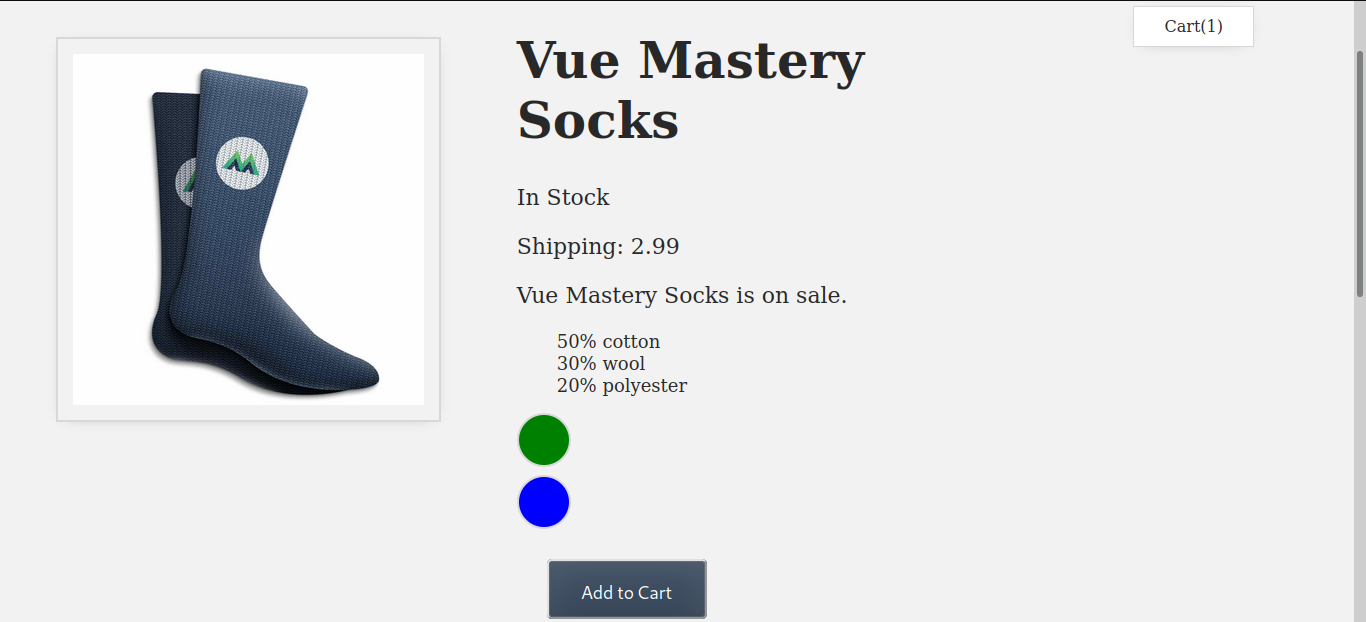 Cart(1)
Vue Mastery
Socks
In Stock
Shipping: 2.99
Vue Mastery Socks is on sale.
50% cotton
30% wool
20% polyester
Add to Cart